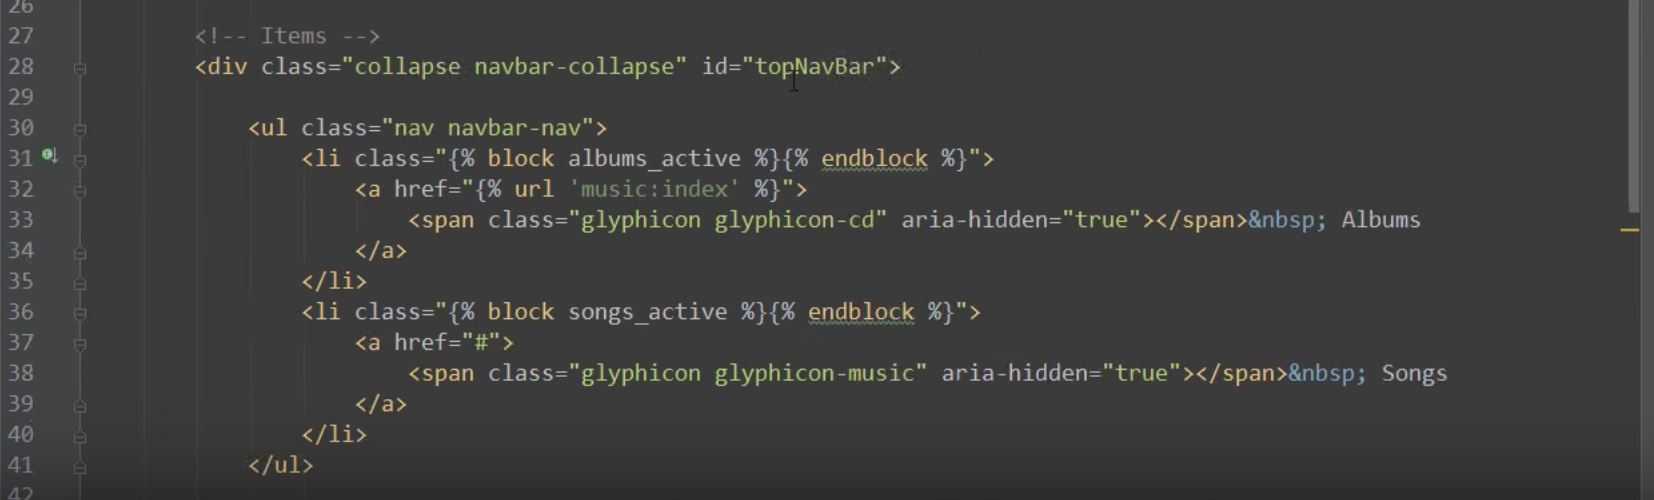 26
27 <!-- Items -->
28 <div class="collapse navbar-collapse" id="topNavBar">
29
30 <ul class="nav navbar-nav">
31 <li class="{% block albums_active %}{% endblock %}">
32 <a href="{% url 'music:index' %}">
33 <span class="glyphicon glyphicon-cd" aria-hidden="true"></span>&nbsp; Albums
34 </a>
35 </li>
36 <li class="{% block songs_active %}{% endblock %}">
37 <a href="#">
38 <span class="glyphicon glyphicon-music" aria-hidden="true"></span>&nbsp; Songs
39 </a>
40 </li>
41 </ul>
42